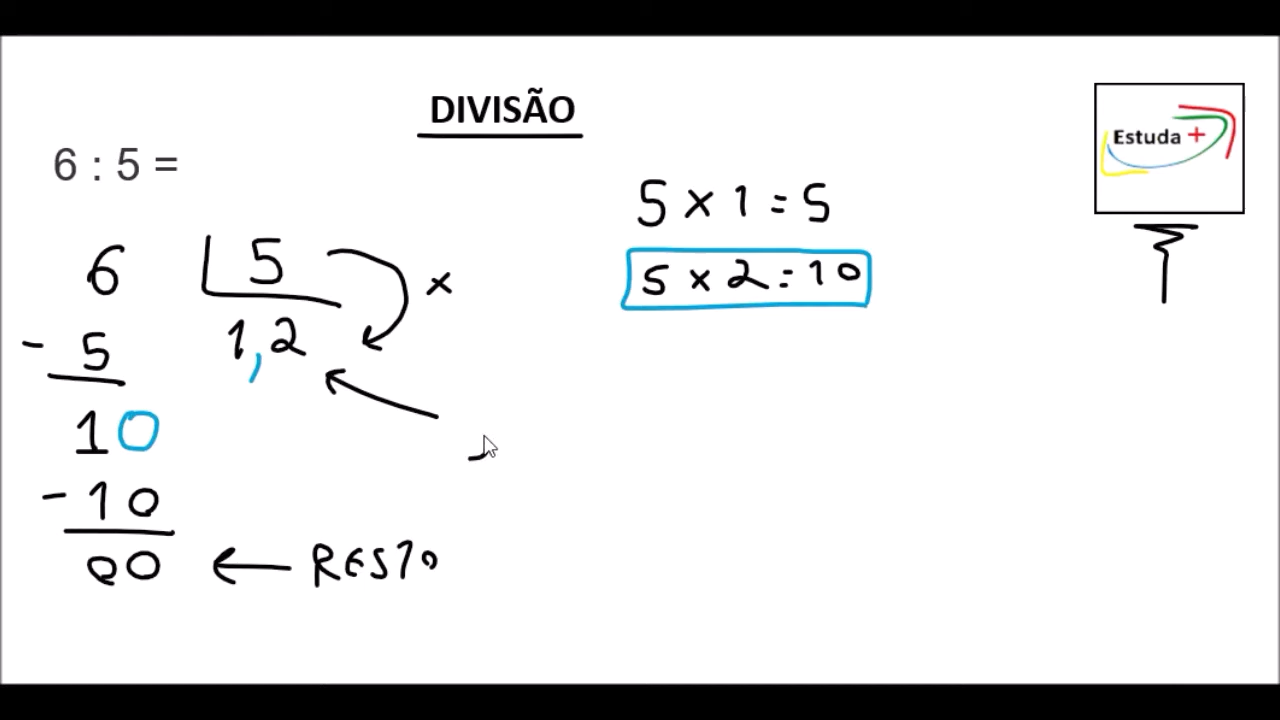 DIVISÃO
Estuda +
6 : 5 =
5 x 1 = 5
5 x 2 = 10
6 5
x
- 5
1,2
10
- 10
00 ← RESTO